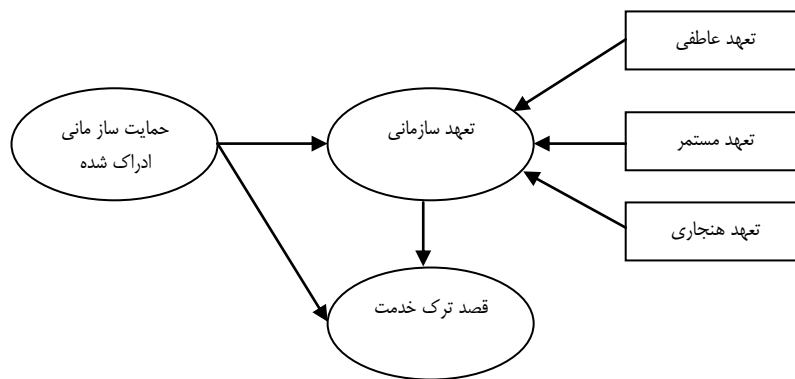 تعهد عاطفی
حمایت ساز مانی
ادراک شده
تعهد سازمانی
تعهد مستمر
تعهد هنجاری
قصد ترک خدمت